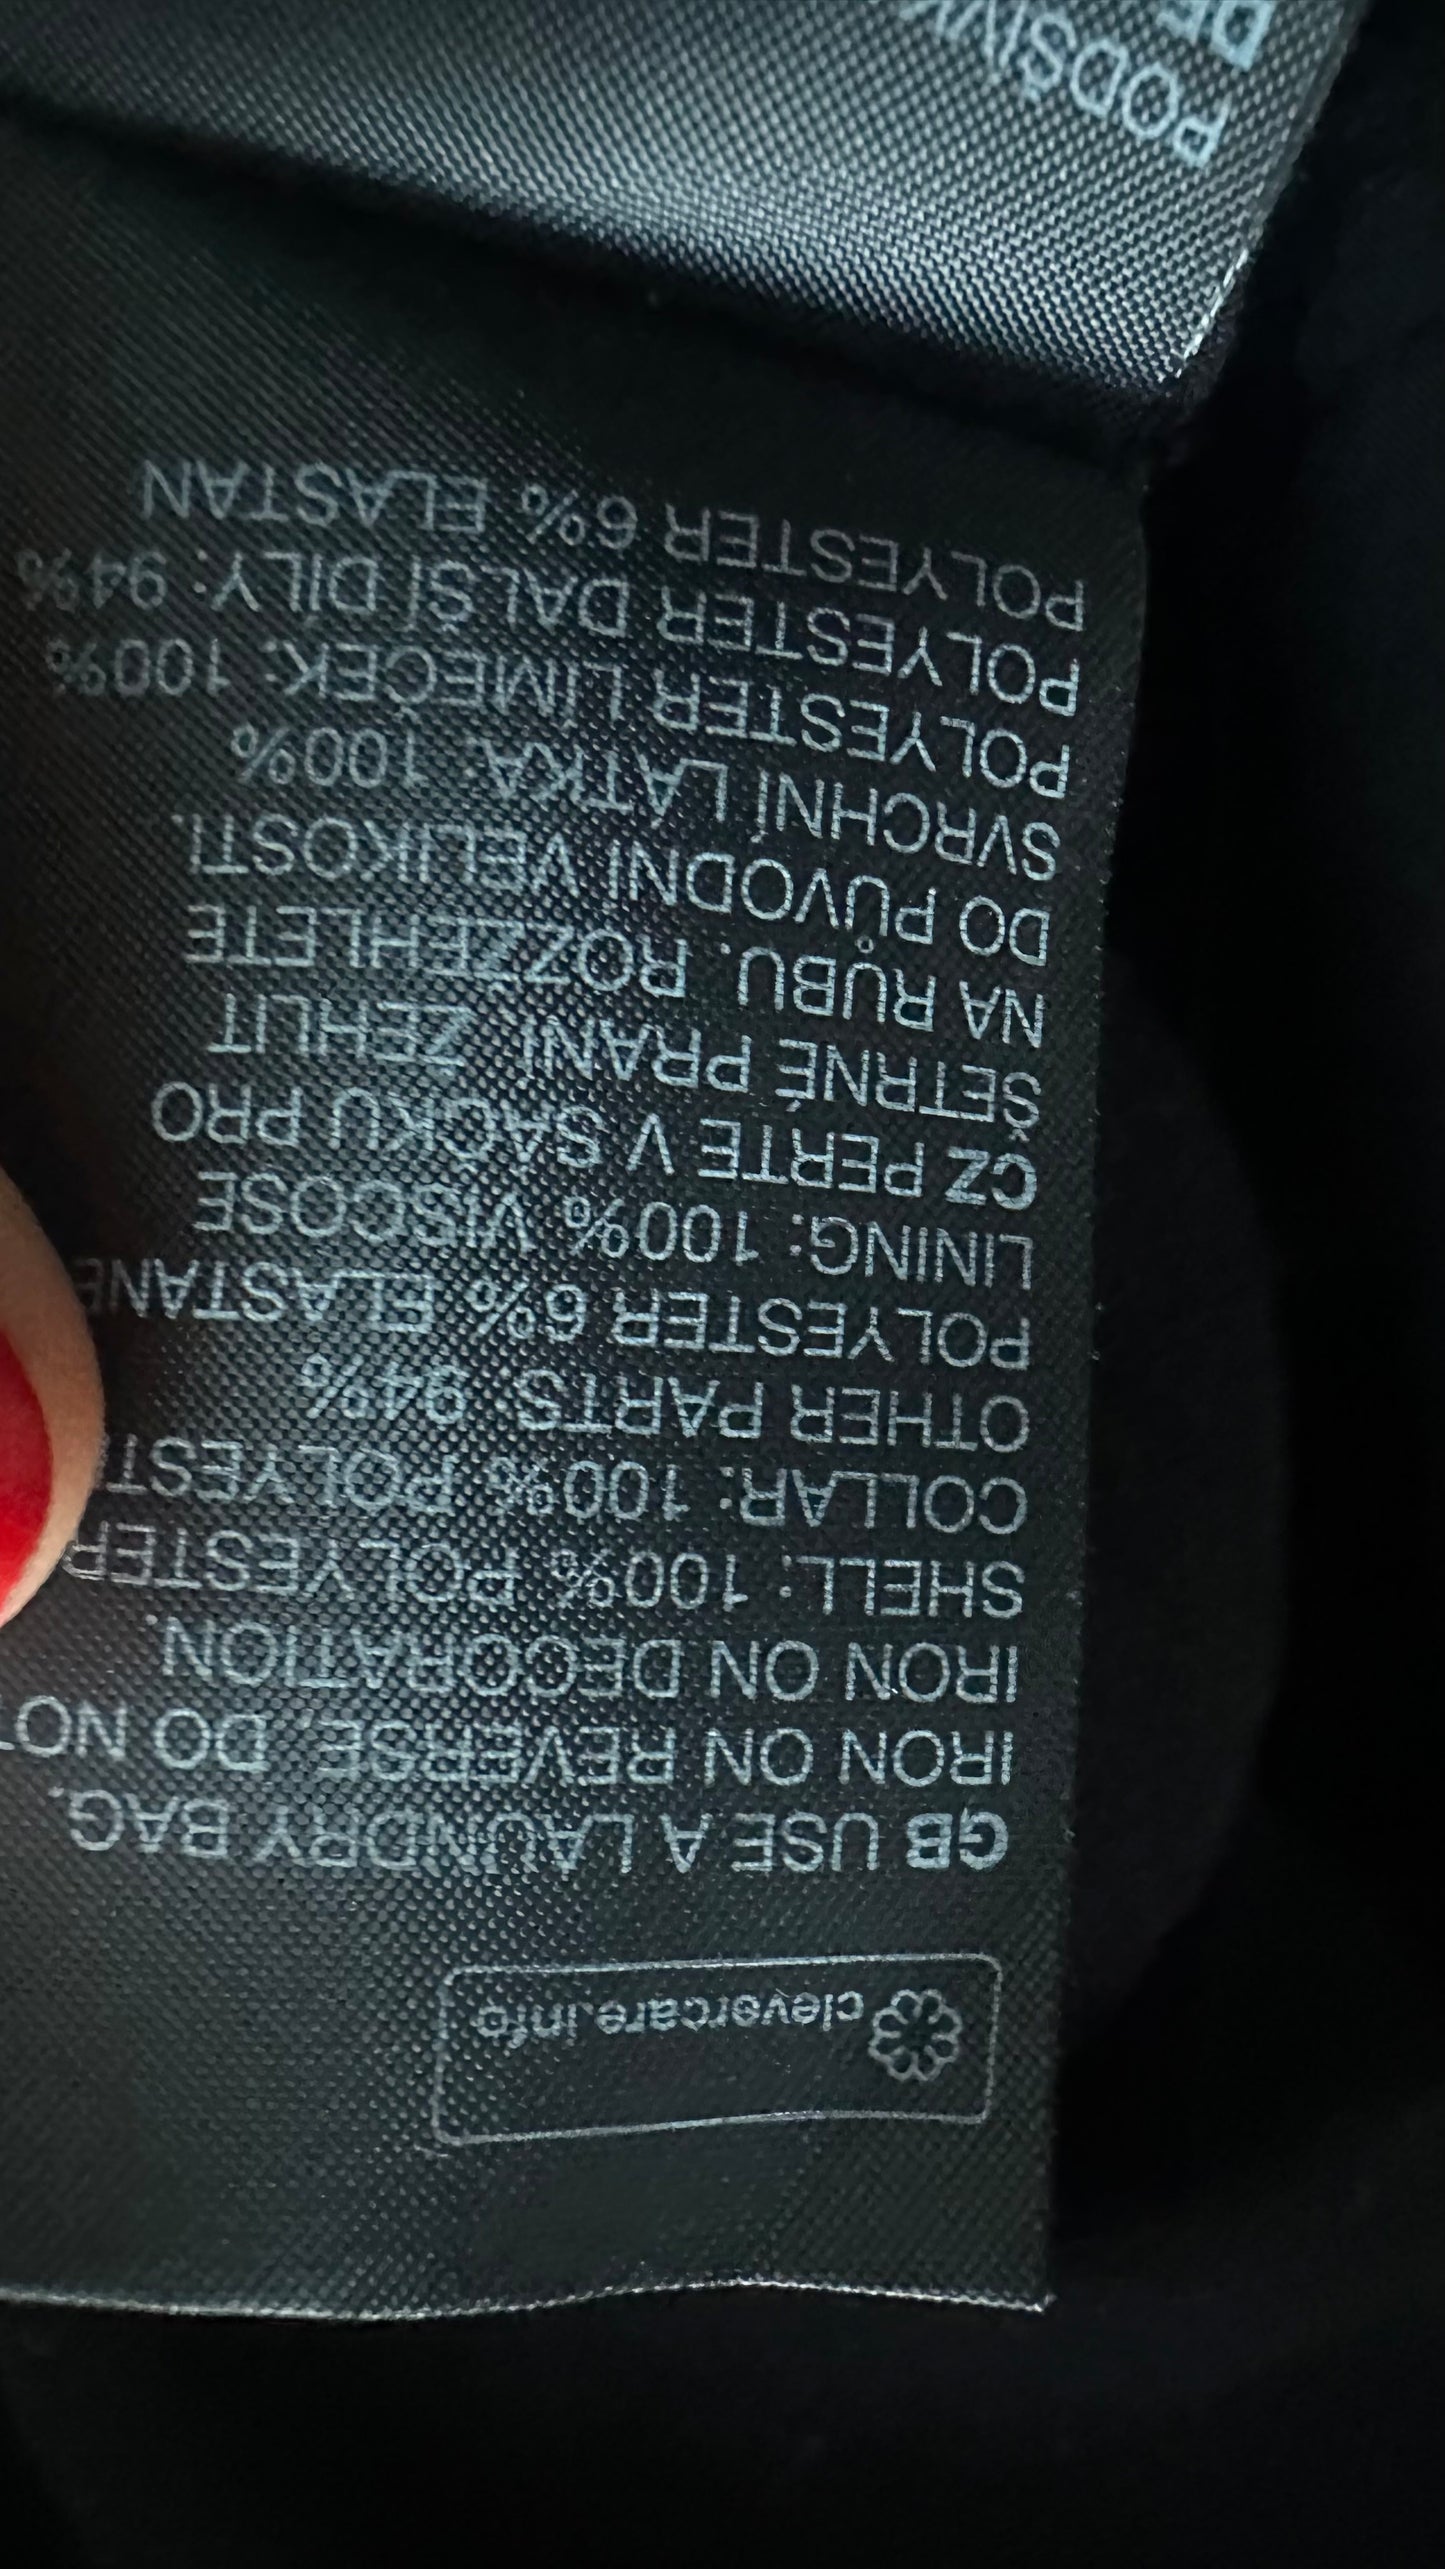 clevercare.info
GB USE A LAUNDRY BAG.
IRON ON REVERSE. DO NOT
IRON ON DECORATION.
SHELL: 100% POLYESTER
COLLAR: 100% POLYEST
OTHER PARTS: 94%
POLYESTER 6% ELASTANE
LINING: 100% VISCOSE
CZ PERTE V SÁČKU PRO
ŠETRNÉ PRANÍ. ŽEHLIT
NA RUBU. ROZŽEHLETE
DO PŮVODNÍ VELIKOSTI.
SVRCHNÍ LÁTKA: 100%
POLYESTER LÍMEČEK: 100%
POLYESTER DALŠÍ DÍLY: 94%
POLYESTER 6% ELASTAN
PODŠÍVK
DE